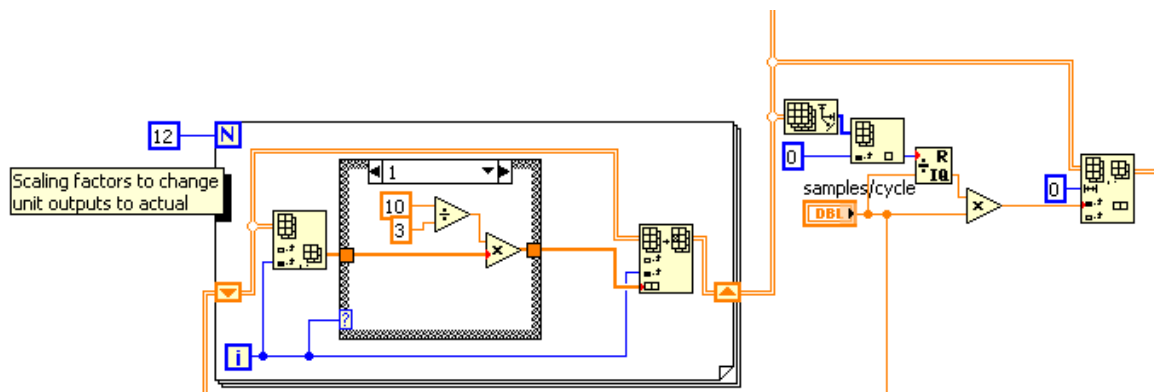 12
N
Scaling factors to change
unit outputs to actual
1
10
3
?
i
0
R
IQ
samples/cycle
DBL
0